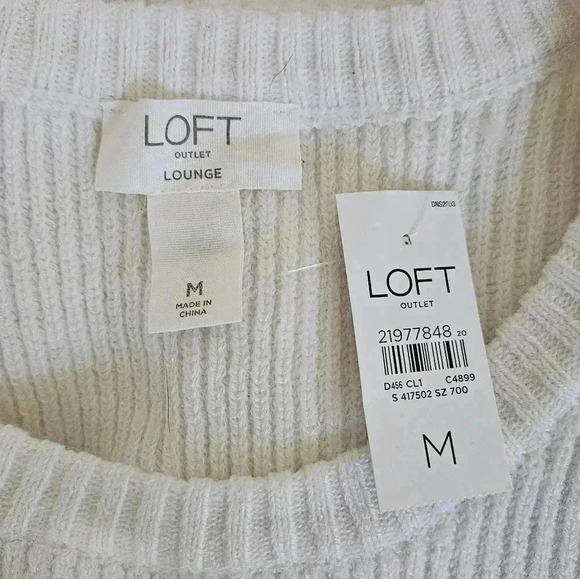 LOFT
OUTLET
LOUNGE
M
MADE IN
CHINA
LOFT
OUTLET
21977848 20
D456 CL1 C4899
S 417502 SZ 700
M